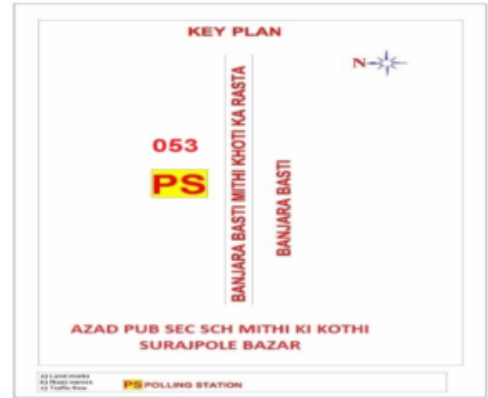 KEY PLAN
N
053
PS
BANJARA BASTI MITHI KHOTI KA RASTA
BANJARA BASTI
AZAD PUB SEC SCH MITHI KI KOTHI
SURAJPOLE BAZAR
a) Land marks
b) Road names
c) Traffic flow
PS POLLING STATION